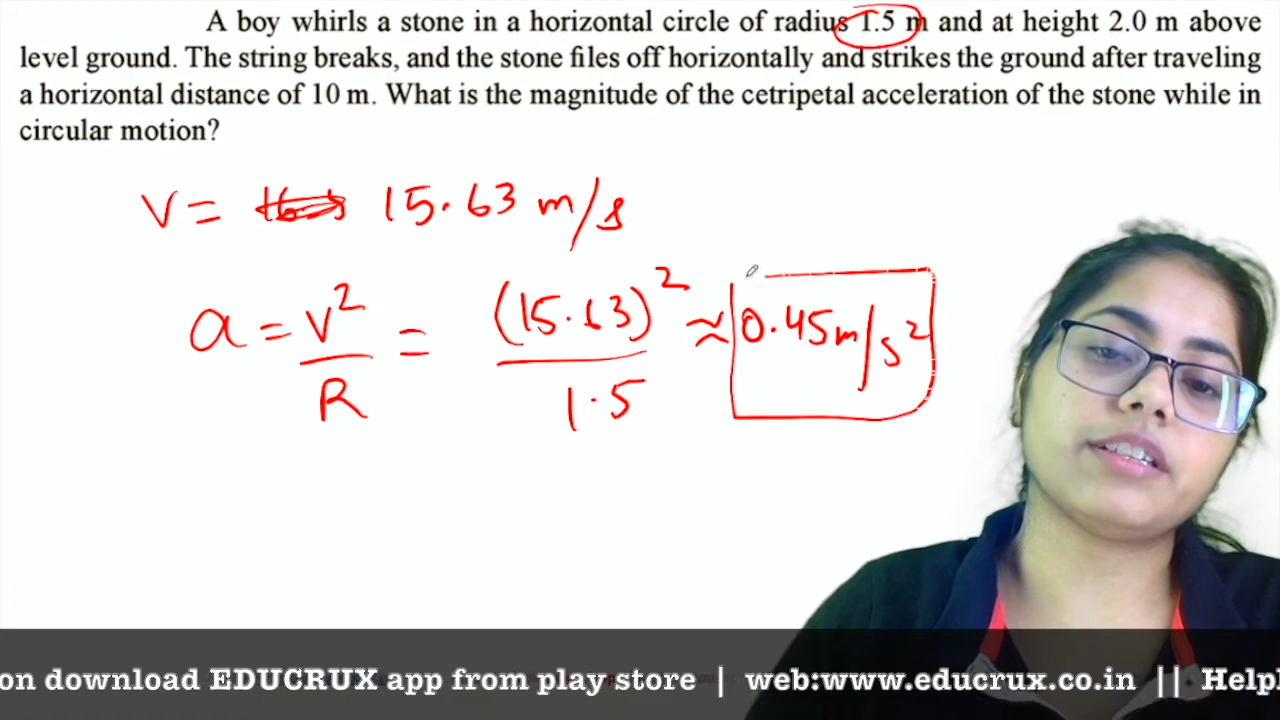 A boy whirls a stone in a horizontal circle of radius 1.5 m and at height 2.0 m above
level ground. The string breaks, and the stone files off horizontally and strikes the ground after traveling
a horizontal distance of 10 m. What is the magnitude of the cetripetal acceleration of the stone while in
circular motion?
v = 15.63 m/s
a = v²/R = (15.63)²/1.5 ≈ 0.45 m/s²
on download EDUCRUX app from play store | web:www.educrux.co.in || Helpl